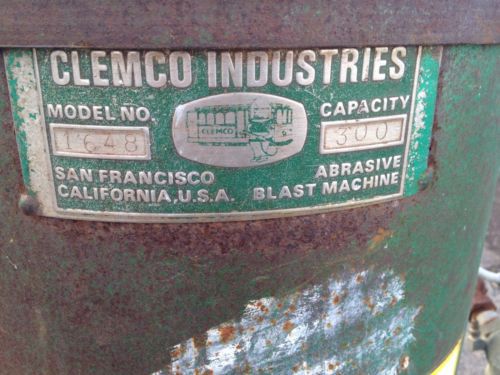 CLEMCO INDUSTRIES
MODEL NO. CAPACITY
CLEMCO
1648 300
SAN FRANCISCO ABRASIVE
CALIFORNIA, U.S.A. BLAST MACHINE